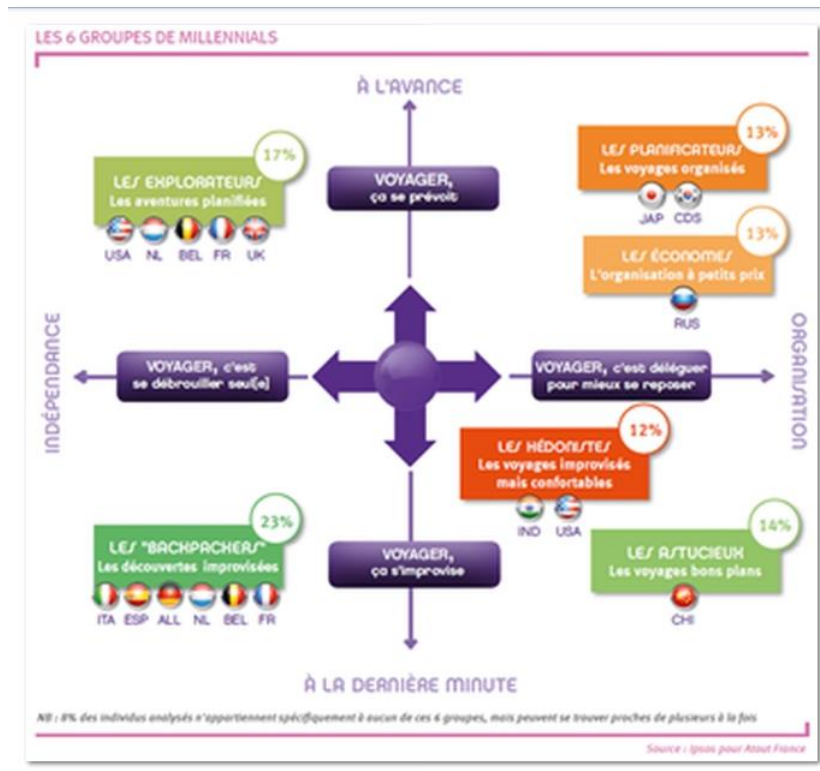 LES 6 GROUPES DE MILLENNIALS
À L'AVANCE
17%
LES EXPLORATEURS
Les aventures planifiées
USA NL BEL FR UK
VOYAGER,
ça se prévoit
13%
LES PLANIFICATEURS
Les voyages organisés
JAP CDS
13%
LES ÉCONOMES
L'organisation à petits prix
RUS
INDÉPENDANCE
VOYAGER, c'est
se débrouiller seul[e]
VOYAGER, c'est déléguer
pour mieux se reposer
ORGANISATION
12%
LES HÉDONISTES
Les voyages improvisés
mais confortables
IND USA
23%
LES "BACKPACKERS"
Les découvertes improvisées
ITA ESP ALL NL BEL FR
VOYAGER,
ça s'improvise
14%
LES ASTUCIEUX
Les voyages bons plans
CHI
À LA DERNIÈRE MINUTE
NB : 8% des individus analysés n'appartiennent spécifiquement à aucun de ces 6 groupes, mais peuvent se trouver proches de plusieurs à la fois
Source : Ipsos pour Atout France